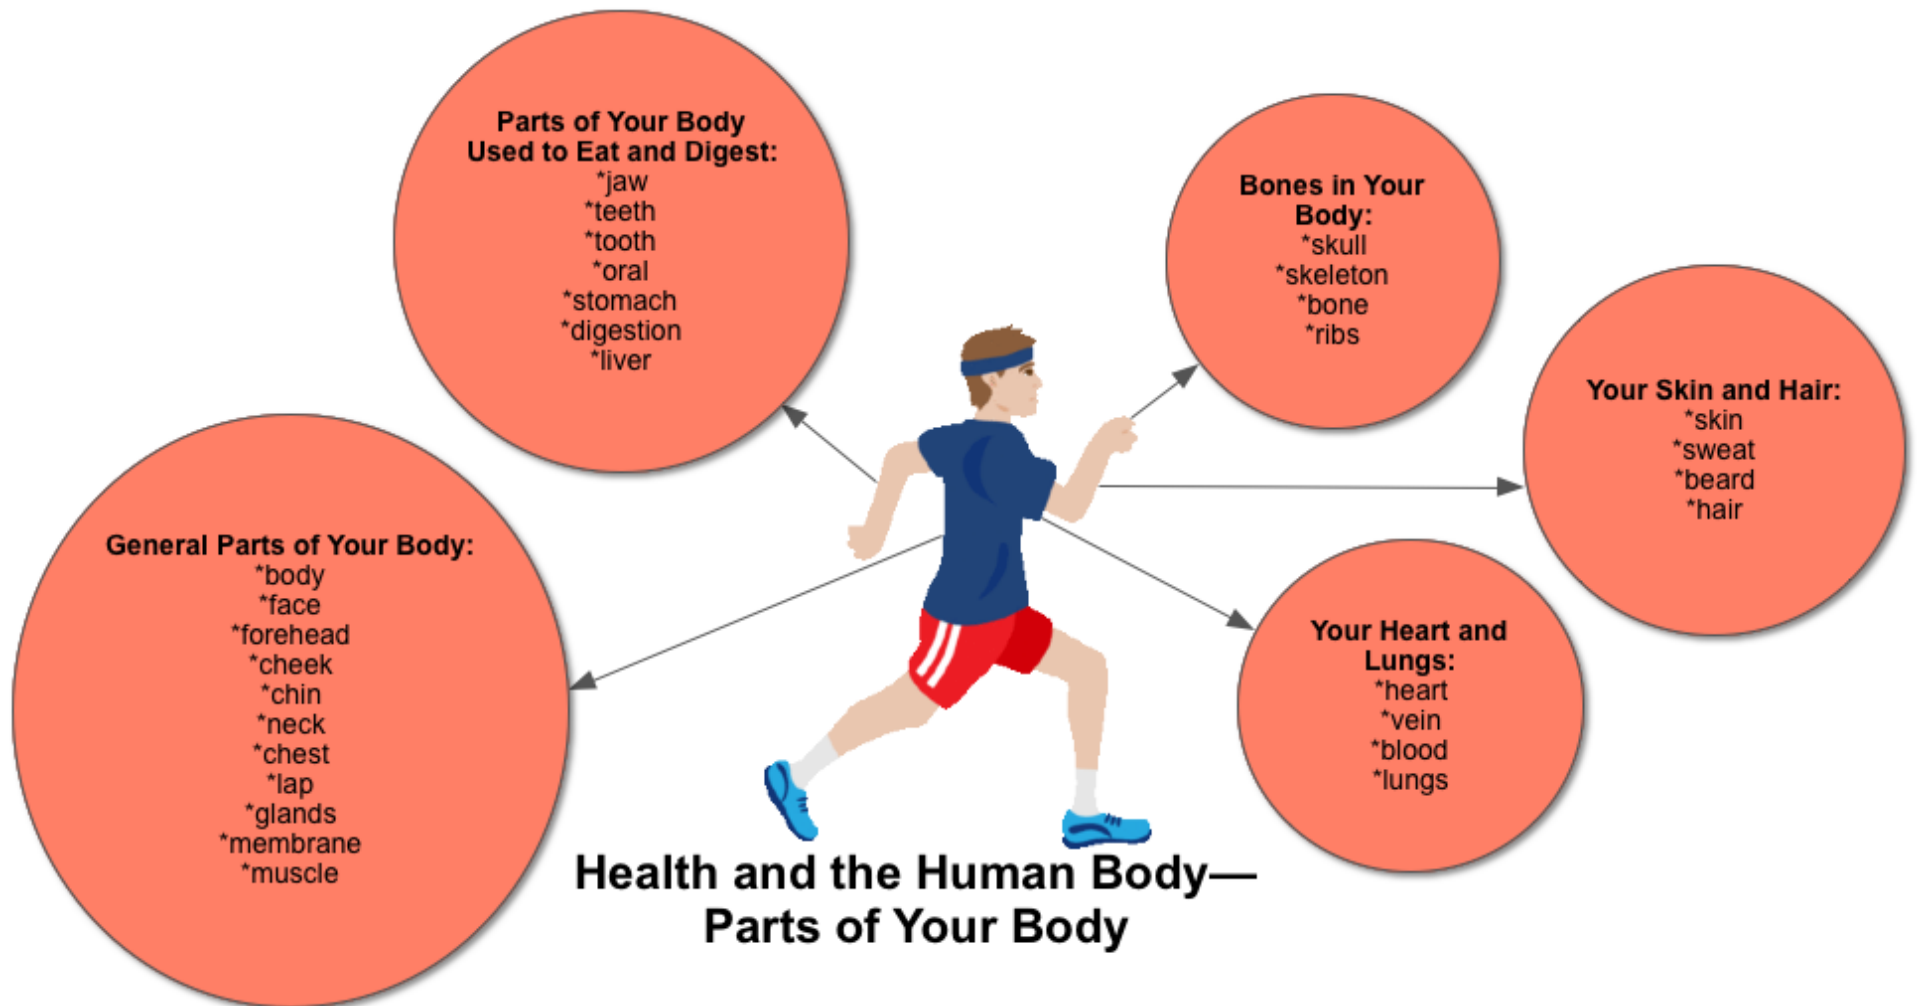 Parts of Your Body
Used to Eat and Digest:
*jaw
*teeth
*tooth
*oral
*stomach
*digestion
*liver
Bones in Your
Body:
*skull
*skeleton
*bone
*ribs
Your Skin and Hair:
*skin
*sweat
*beard
*hair
General Parts of Your Body:
*body
*face
*forehead
*cheek
*chin
*neck
*chest
*lap
*glands
*membrane
*muscle
Your Heart and
Lungs:
*heart
*vein
*blood
*lungs
Health and the Human Body—
Parts of Your Body